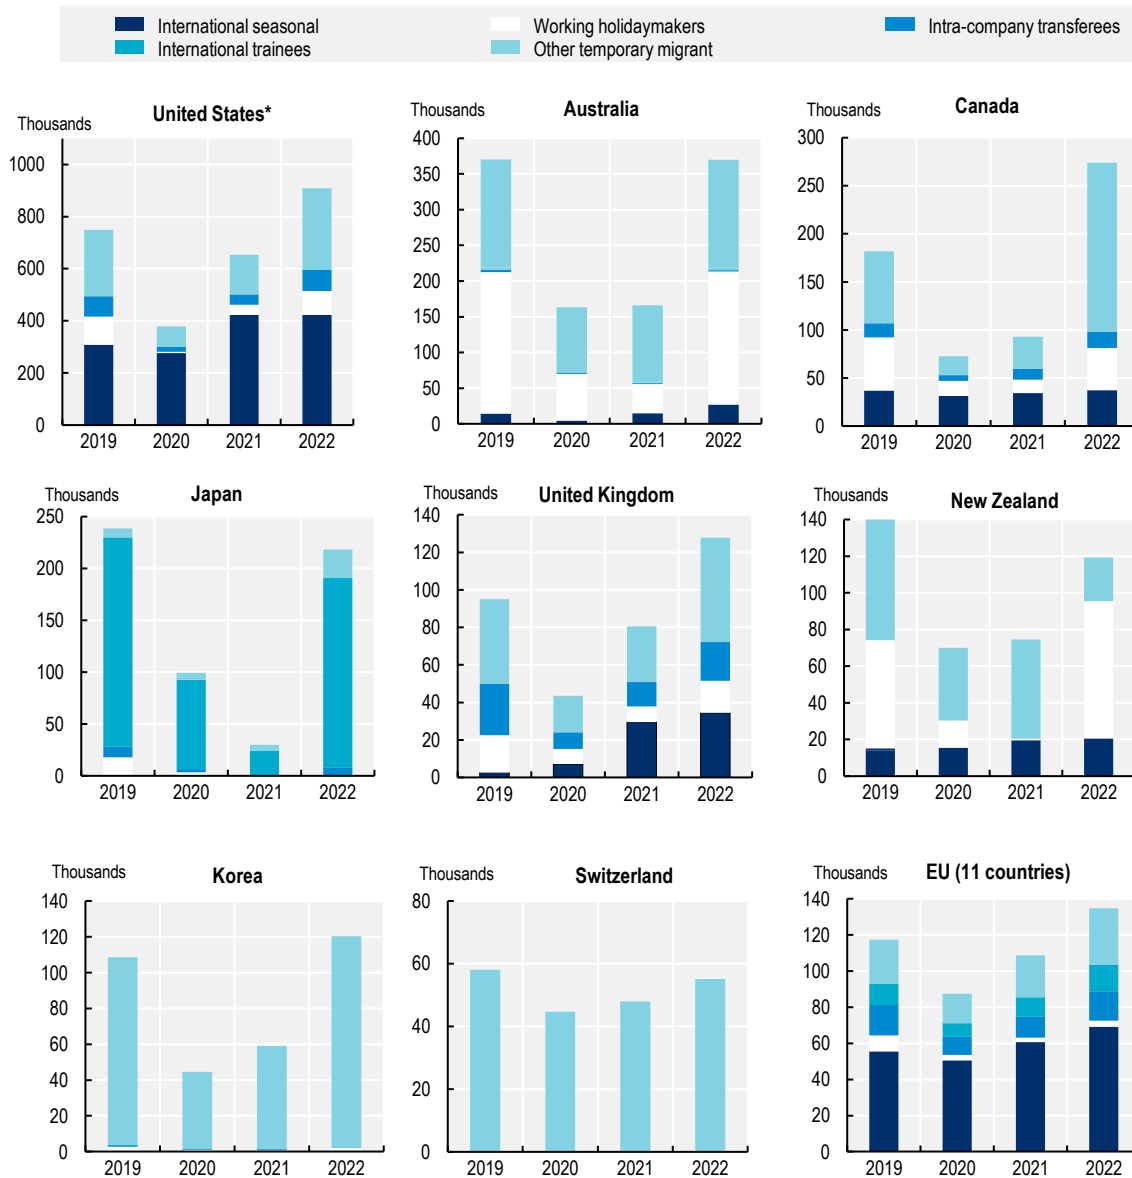 International seasonal
Working holidaymakers
Intra-company transferees
International trainees
Other temporary migrant
Thousands
United States*
1000
800
600
400
200
0
2019 2020 2021 2022
Thousands
Australia
400
350
300
250
200
150
100
50
0
2019 2020 2021 2022
Thousands
Canada
300
250
200
150
100
50
0
2019 2020 2021 2022
Thousands
Japan
250
200
150
100
50
0
2019 2020 2021 2022
Thousands
United Kingdom
140
120
100
80
60
40
20
0
2019 2020 2021 2022
Thousands
New Zealand
140
120
100
80
60
40
20
0
2019 2020 2021 2022
Thousands
Korea
140
120
100
80
60
40
20
0
2019 2020 2021 2022
Thousands
Switzerland
80
60
40
20
0
2019 2020 2021 2022
Thousands
EU (11 countries)
140
120
100
80
60
40
20
0
2019 2020 2021 2022